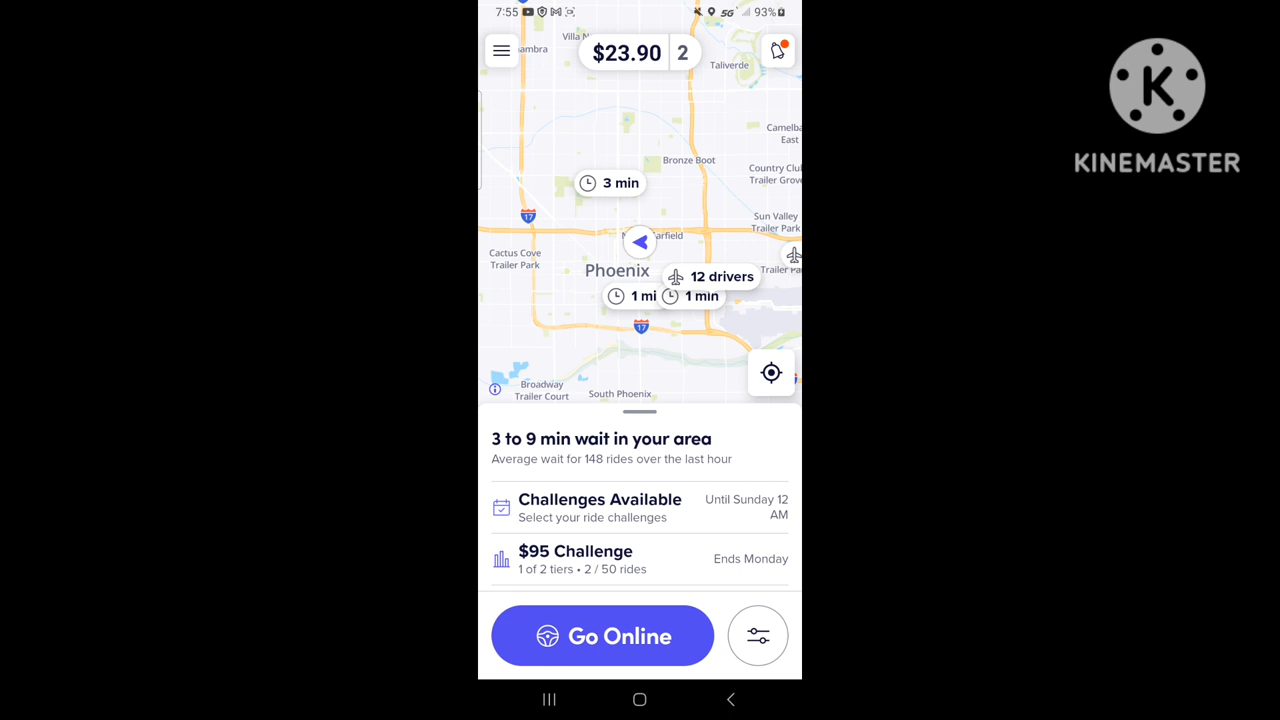 7:55
5G
93%
Villa N
ambra
$23.90
2
Taliverde
Camelba
East
Bronze Boot
Country Clu
Trailer Grov
3 min
17
Sun Valley
Trailer Park
arfield
Cactus Cove
Trailer Park
Phoenix
12 drivers
Trailer Pa
1 mi
1 min
17
Broadway
Trailer Court
South Phoenix
3 to 9 min wait in your area
Average wait for 148 rides over the last hour
Challenges Available
Select your ride challenges
Until Sunday 12
AM
$95 Challenge
1 of 2 tiers • 2 / 50 rides
Ends Monday
Go Online
K
KINEMASTER